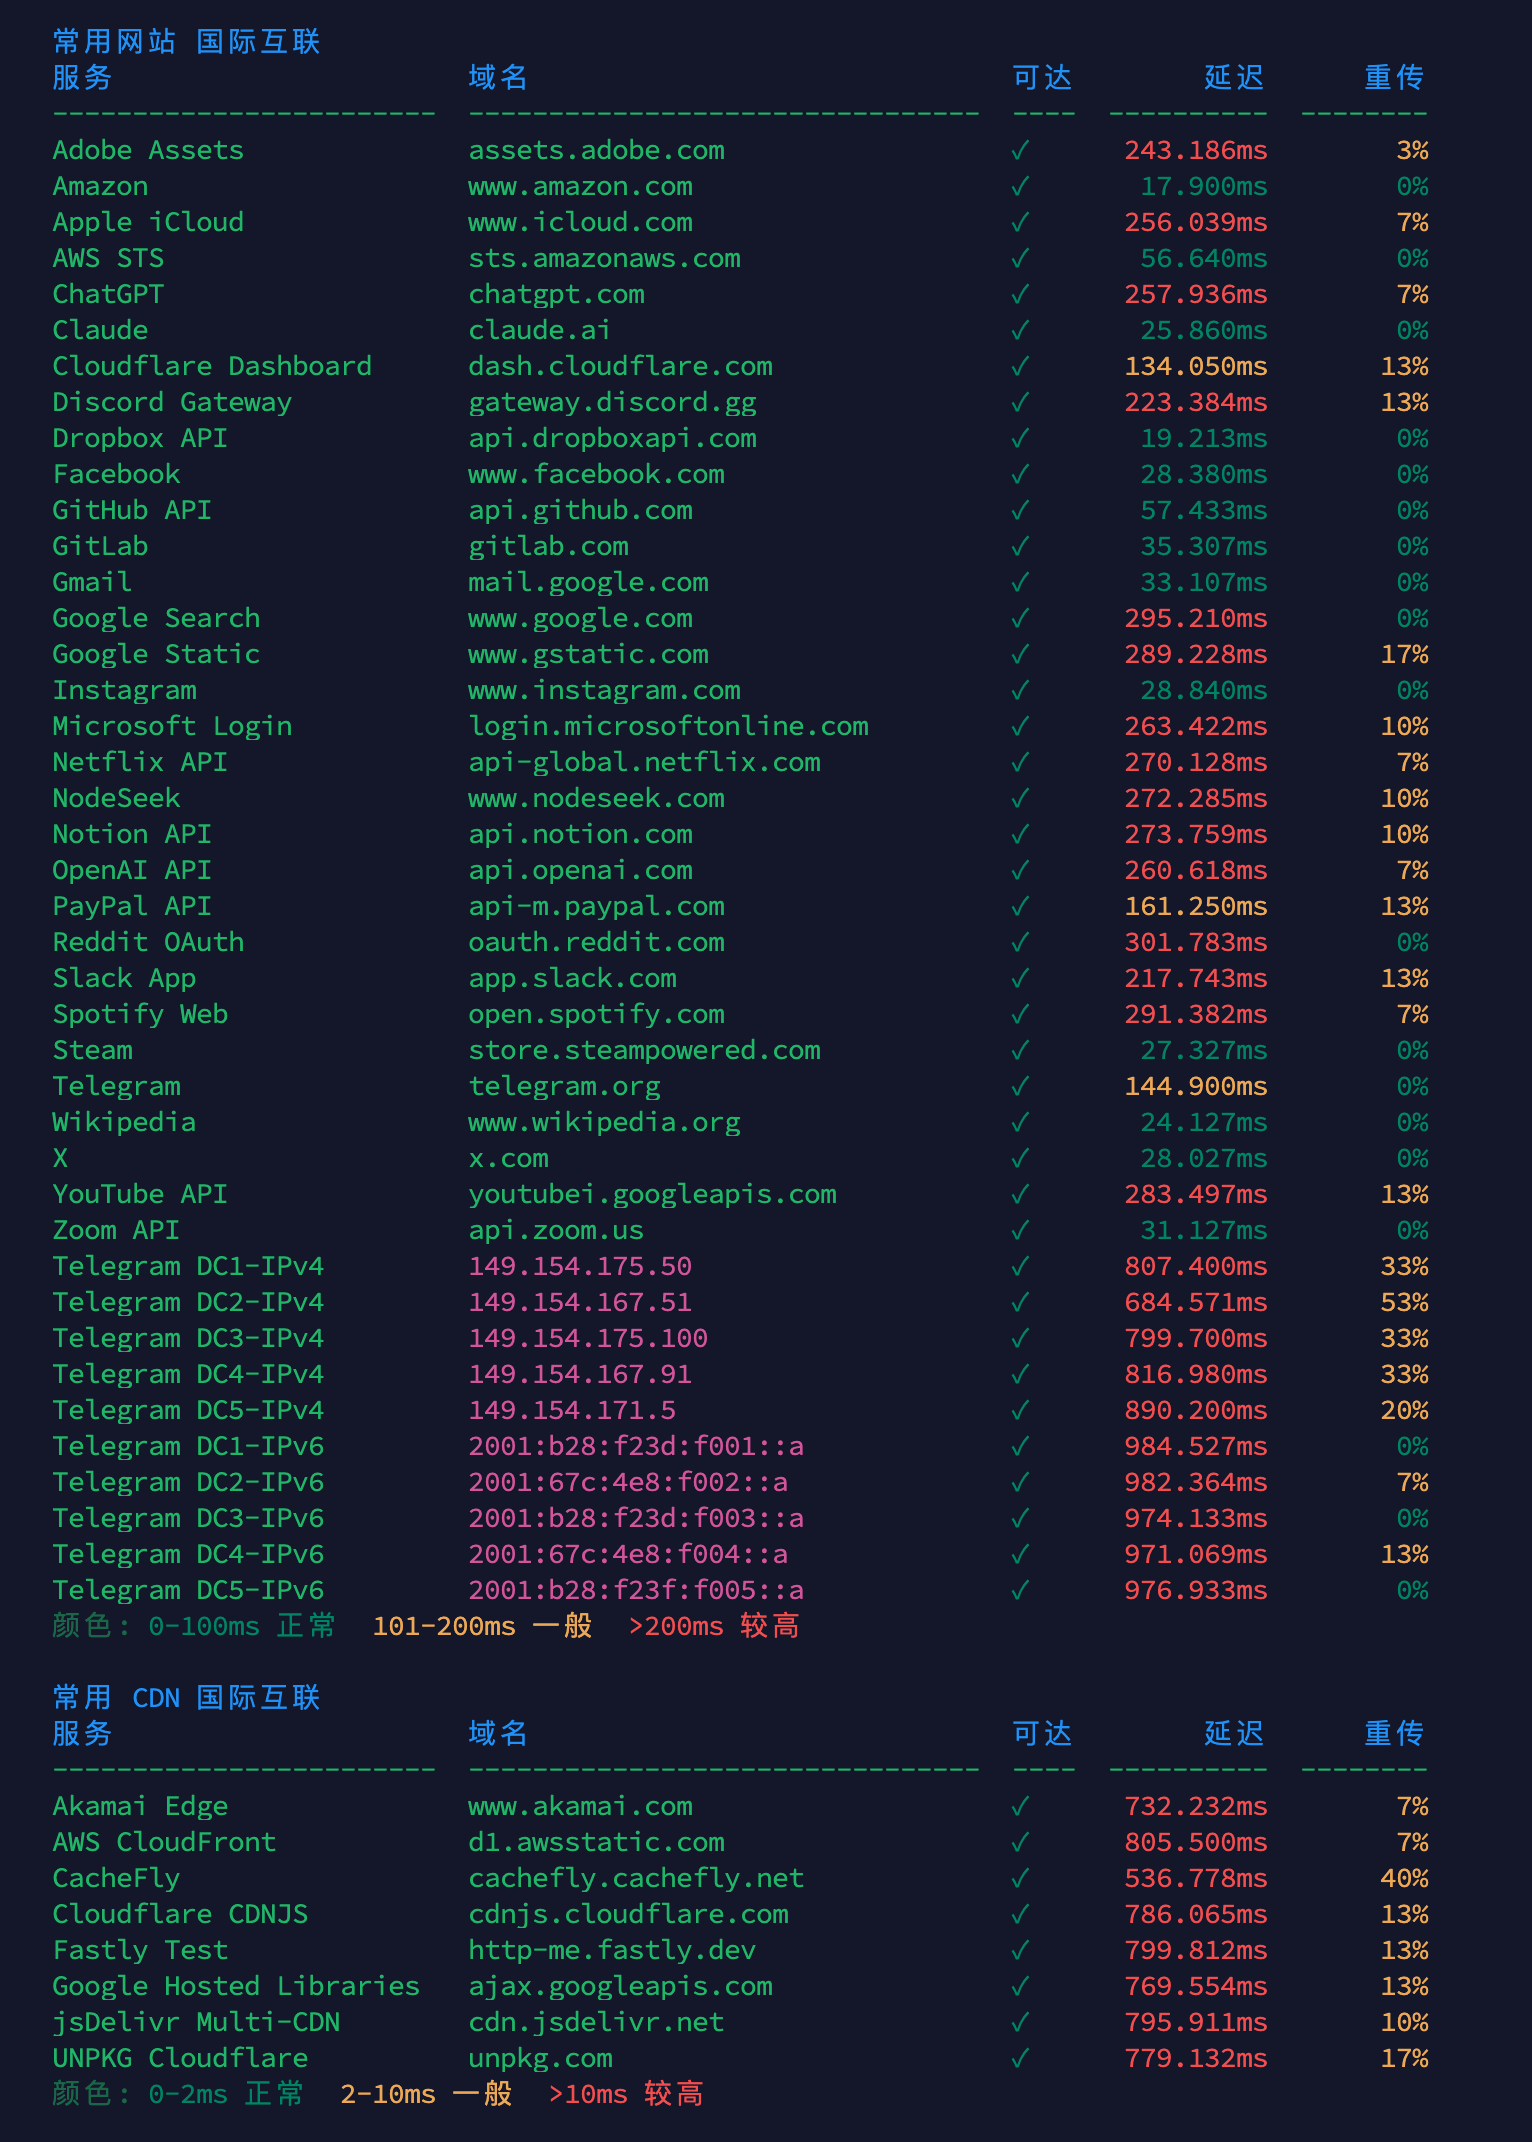 常用网站 国际互联
服务 域名 可达 延迟 重传
------------------------ -------------------------------- ---- ---------- --------
Adobe Assets assets.adobe.com ✓ 243.186ms 3%
Amazon www.amazon.com ✓ 17.900ms 0%
Apple iCloud www.icloud.com ✓ 256.039ms 7%
AWS STS sts.amazonaws.com ✓ 56.640ms 0%
ChatGPT chatgpt.com ✓ 257.936ms 7%
Claude claude.ai ✓ 25.860ms 0%
Cloudflare Dashboard dash.cloudflare.com ✓ 134.050ms 13%
Discord Gateway gateway.discord.gg ✓ 223.384ms 13%
Dropbox API api.dropboxapi.com ✓ 19.213ms 0%
Facebook www.facebook.com ✓ 28.380ms 0%
GitHub API api.github.com ✓ 57.433ms 0%
GitLab gitlab.com ✓ 35.307ms 0%
Gmail mail.google.com ✓ 33.107ms 0%
Google Search www.google.com ✓ 295.210ms 0%
Google Static www.gstatic.com ✓ 289.228ms 17%
Instagram www.instagram.com ✓ 28.840ms 0%
Microsoft Login login.microsoftonline.com ✓ 263.422ms 10%
Netflix API api-global.netflix.com ✓ 270.128ms 7%
NodeSeek www.nodeseek.com ✓ 272.285ms 10%
Notion API api.notion.com ✓ 273.759ms 10%
OpenAI API api.openai.com ✓ 260.618ms 7%
PayPal API api-m.paypal.com ✓ 161.250ms 13%
Reddit OAuth oauth.reddit.com ✓ 301.783ms 0%
Slack App app.slack.com ✓ 217.743ms 13%
Spotify Web open.spotify.com ✓ 291.382ms 7%
Steam store.steampowered.com ✓ 27.327ms 0%
Telegram telegram.org ✓ 144.900ms 0%
Wikipedia www.wikipedia.org ✓ 24.127ms 0%
X x.com ✓ 28.027ms 0%
YouTube API youtubei.googleapis.com ✓ 283.497ms 13%
Zoom API api.zoom.us ✓ 31.127ms 0%
Telegram DC1-IPv4 149.154.175.50 ✓ 807.400ms 33%
Telegram DC2-IPv4 149.154.167.51 ✓ 684.571ms 53%
Telegram DC3-IPv4 149.154.175.100 ✓ 799.700ms 33%
Telegram DC4-IPv4 149.154.167.91 ✓ 816.980ms 33%
Telegram DC5-IPv4 149.154.171.5 ✓ 890.200ms 20%
Telegram DC1-IPv6 2001:b28:f23d:f001::a ✓ 984.527ms 0%
Telegram DC2-IPv6 2001:67c:4e8:f002::a ✓ 982.364ms 7%
Telegram DC3-IPv6 2001:b28:f23d:f003::a ✓ 974.133ms 0%
Telegram DC4-IPv6 2001:67c:4e8:f004::a ✓ 971.069ms 13%
Telegram DC5-IPv6 2001:b28:f23f:f005::a ✓ 976.933ms 0%
颜色: 0-100ms 正常 101-200ms 一般 >200ms 较高
常用 CDN 国际互联
服务 域名 可达 延迟 重传
------------------------ -------------------------------- ---- ---------- --------
Akamai Edge www.akamai.com ✓ 732.232ms 7%
AWS CloudFront d1.awsstatic.com ✓ 805.500ms 7%
CacheFly cachefly.cachefly.net ✓ 536.778ms 40%
Cloudflare CDNJS cdnjs.cloudflare.com ✓ 786.065ms 13%
Fastly Test http-me.fastly.dev ✓ 799.812ms 13%
Google Hosted Libraries ajax.googleapis.com ✓ 769.554ms 13%
jsDelivr Multi-CDN cdn.jsdelivr.net ✓ 795.911ms 10%
UNPKG Cloudflare unpkg.com ✓ 779.132ms 17%
颜色: 0-2ms 正常 2-10ms 一般 >10ms 较高